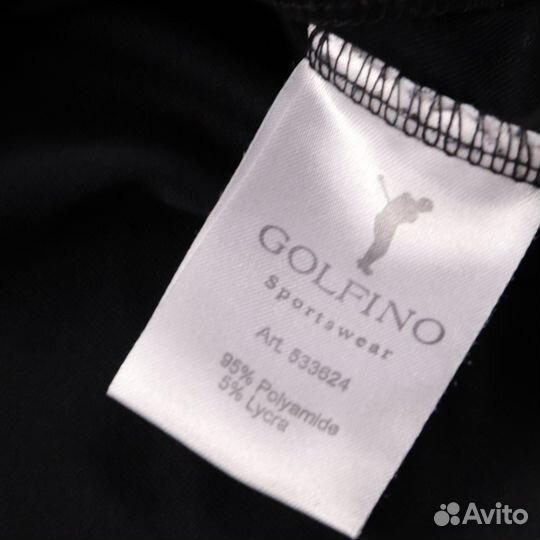 GOLFINO
Sportswear
Art. 533624
95% Polyamide
5% Lycra
Avito